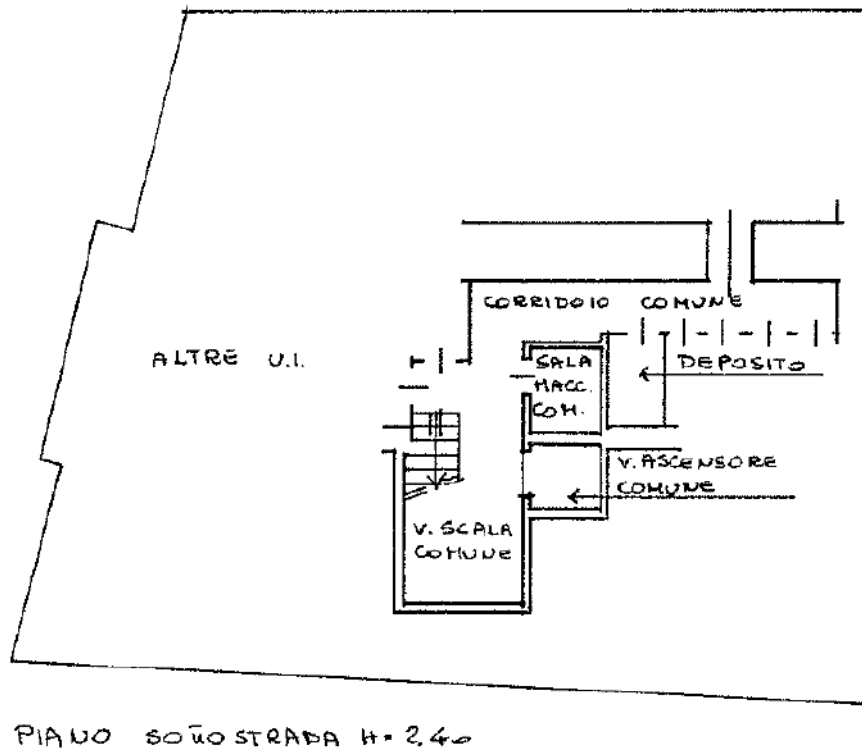 CORRIDOIO COMUNE
ALTRE U.I.
SALA
MACC.
COM.
DEPOSITO
V. ASCENSORE
COMUNE
V. SCALA
COMUNE
PIANO SOTTOSTRADA H=2,40